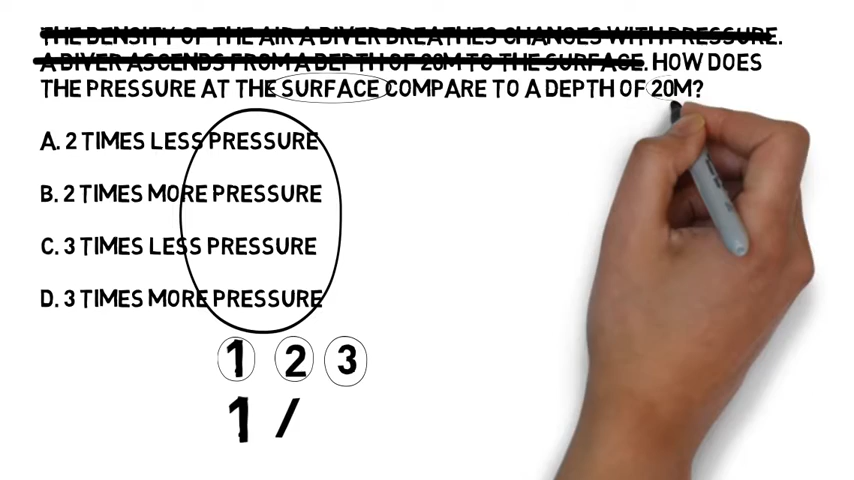 THE DENSITY OF THE AIR A DIVER BREATHES CHANGES WITH PRESSURE.
A DIVER ASCENDS FROM A DEPTH OF 20M TO THE SURFACE. HOW DOES
THE PRESSURE AT THE SURFACE COMPARE TO A DEPTH OF 20M?
A. 2 TIMES LESS PRESSURE
B. 2 TIMES MORE PRESSURE
C. 3 TIMES LESS PRESSURE
D. 3 TIMES MORE PRESSURE
1 2 3
1 /